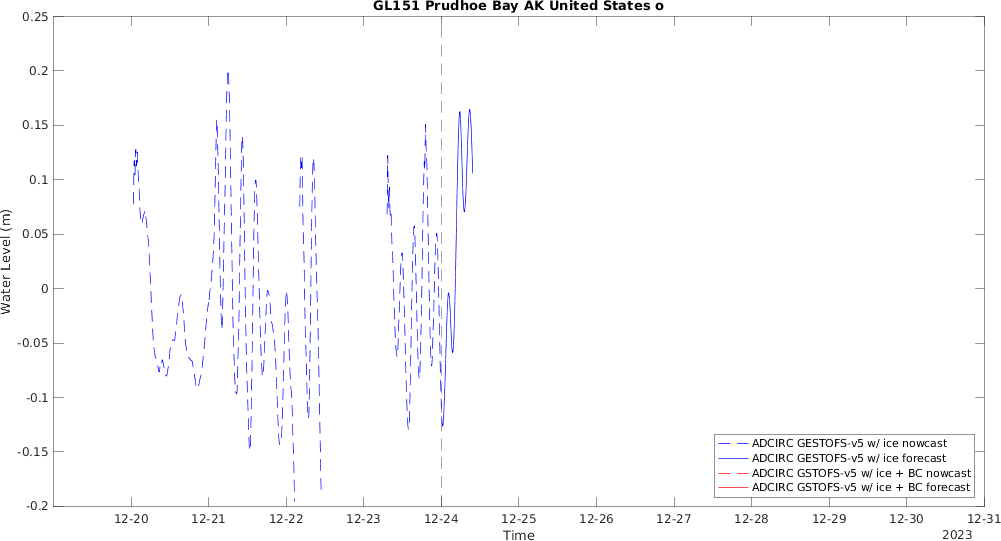 GL151 Prudhoe Bay AK United States o
0.25
0.2
0.15
0.1
0.05
0
-0.05
-0.1
-0.15
-0.2
Water Level (m)
ADCIRC GESTOFS-v5 w/ ice nowcast
ADCIRC GESTOFS-v5 w/ ice forecast
ADCIRC GSTOFS-v5 w/ ice + BC nowcast
ADCIRC GSTOFS-v5 w/ ice + BC forecast
12-20 12-21 12-22 12-23 12-24 12-25 12-26 12-27 12-28 12-29 12-30 12-31
Time 2023